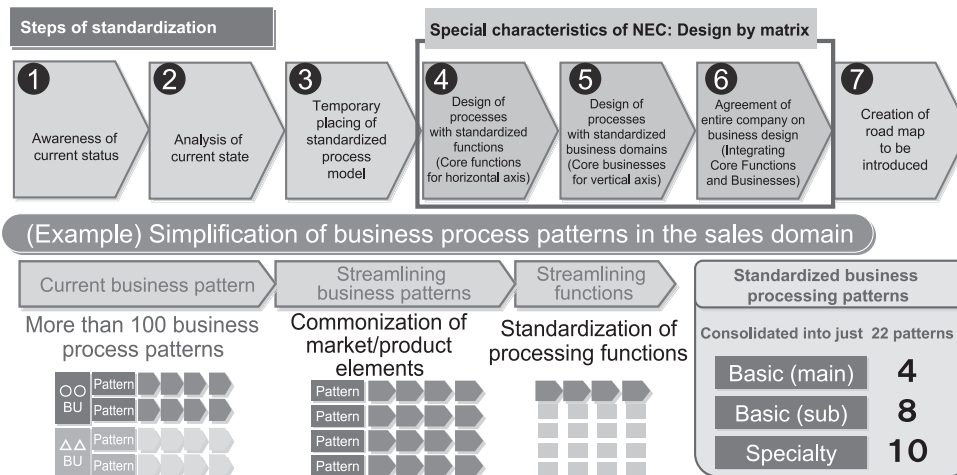 Steps of standardization
Special characteristics of NEC: Design by matrix
1
Awareness of
current status
2
Analysis of
current state
3
Temporary
placing of
standardized
process
model
4
Design of
processes
with standardized
functions
(Core functions
for horizontal axis)
5
Design of
processes
with standardized
business domains
(Core businesses
for vertical axis)
6
Agreement of
entire company on
business design
(Integrating
Core Functions
and Businesses)
7
Creation of
road map
to be
introduced
(Example) Simplification of business process patterns in the sales domain
Current business pattern
More than 100 business
process patterns
○○
BU
Pattern
Pattern
△△
BU
Pattern
Pattern
Streamlining
business patterns
Commonization of
market/product
elements
Pattern
Pattern
Pattern
Pattern
Streamlining
functions
Standardization of
processing functions
Standardized business
processing patterns
Consolidated into just 22 patterns
Basic (main) 4
Basic (sub) 8
Specialty 10